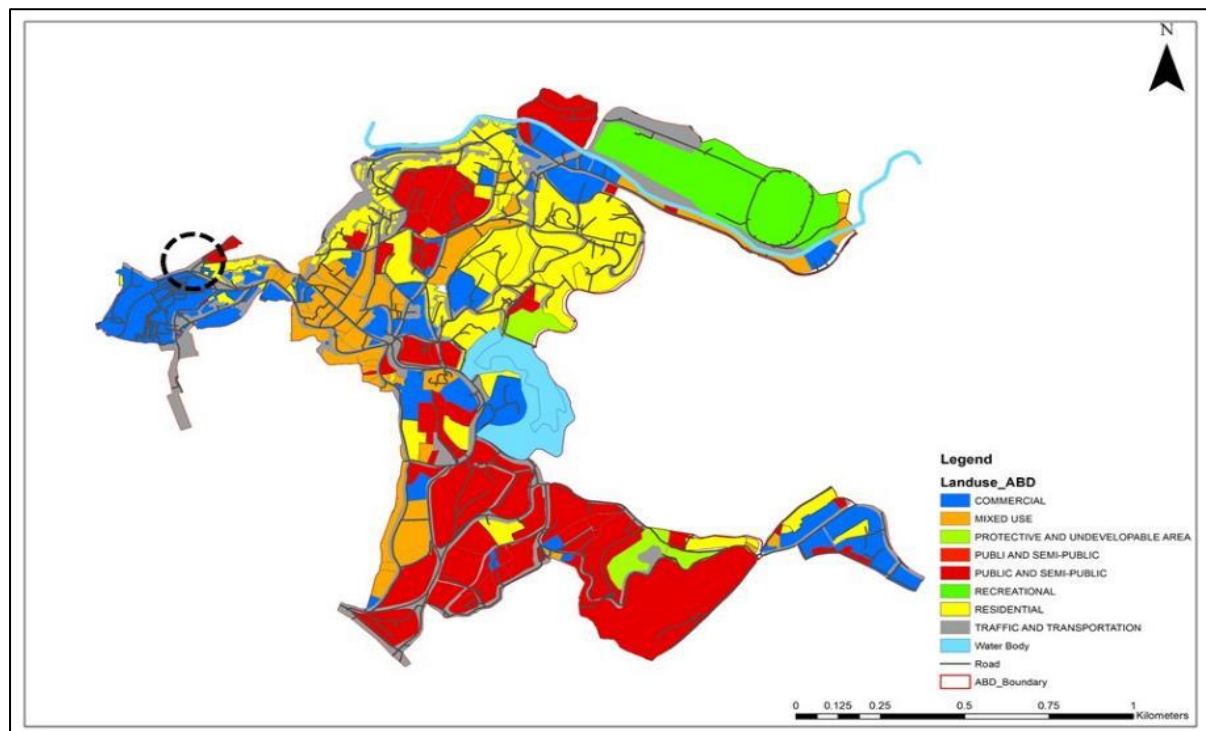 N
Legend
Landuse_ABD
COMMERCIAL
MIXED USE
PROTECTIVE AND UNDEVELOPABLE AREA
PUBLI AND SEMI-PUBLIC
PUBLIC AND SEMI-PUBLIC
RECREATIONAL
RESIDENTIAL
TRAFFIC AND TRANSPORTATION
Water Body
Road
ABD_Boundary
0 0.125 0.25 0.5 0.75 1
Kilometers